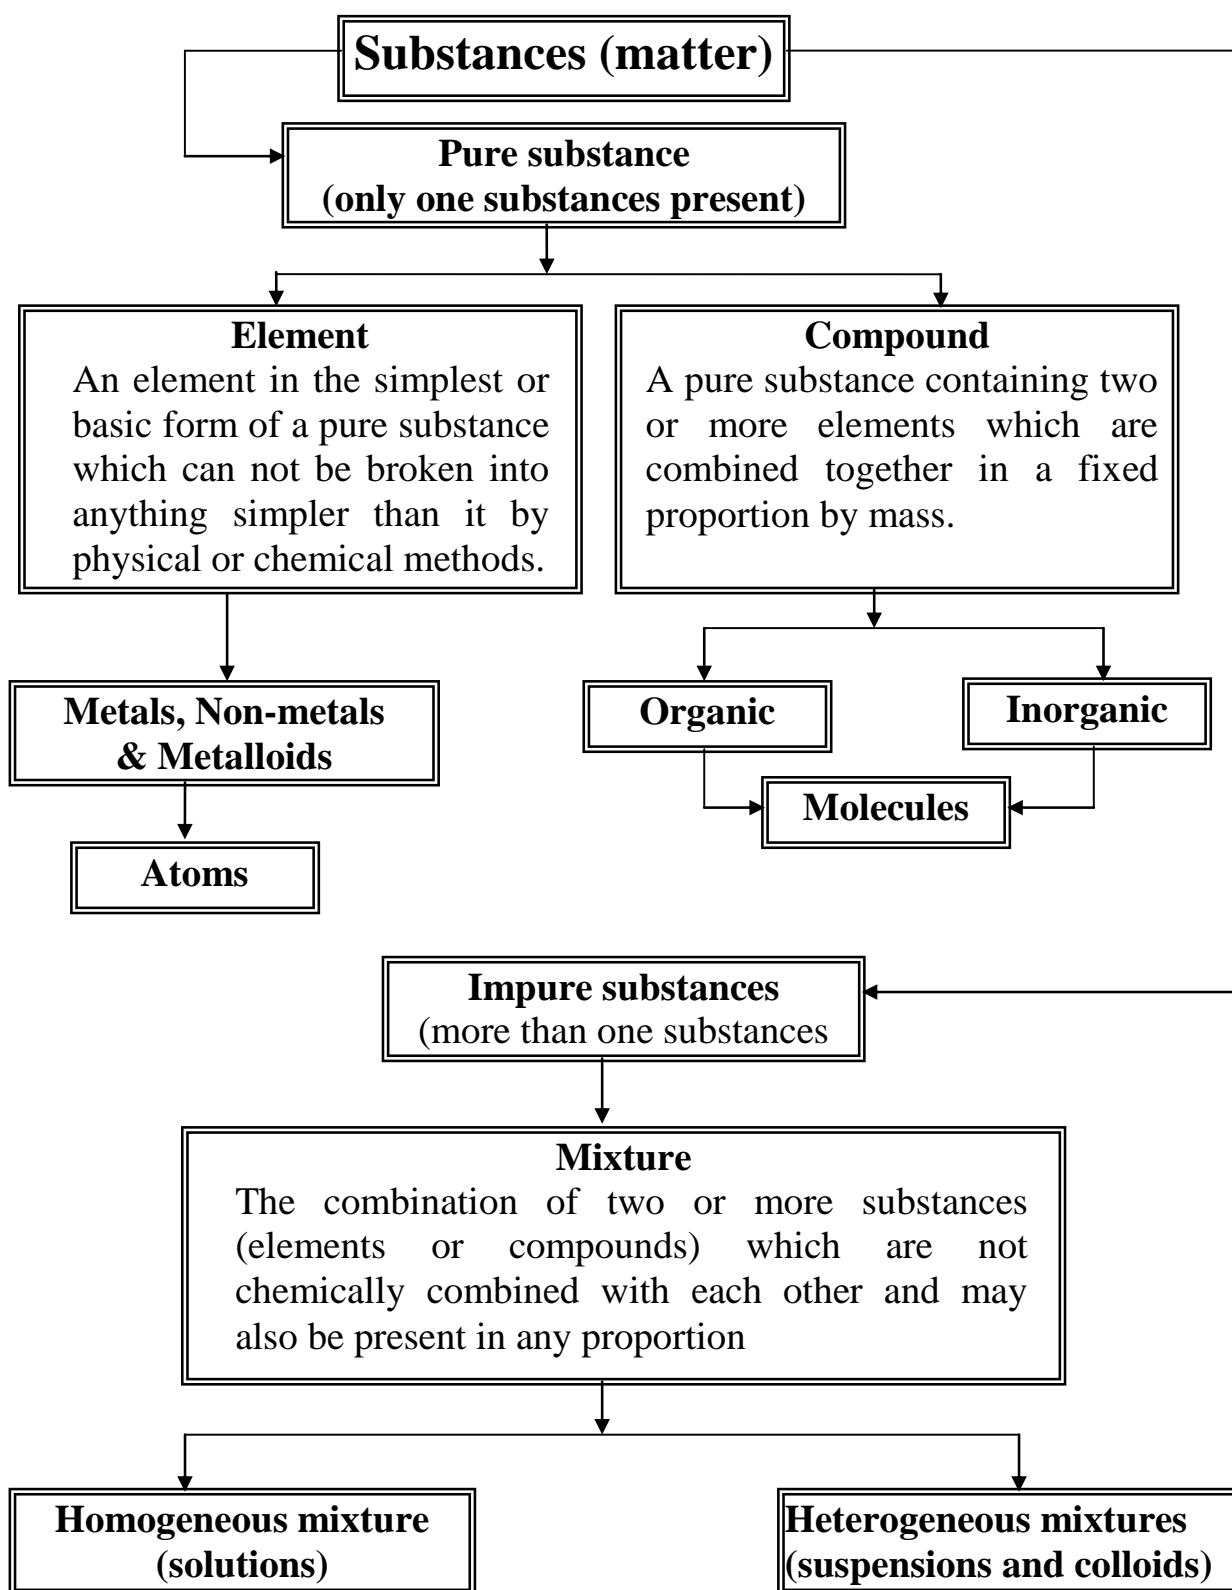 Substances (matter)
Pure substance
(only one substances present)
Element
An element in the simplest or
basic form of a pure substance
which can not be broken into
anything simpler than it by
physical or chemical methods.
Compound
A pure substance containing two
or more elements which are
combined together in a fixed
proportion by mass.
Metals, Non-metals
& Metalloids
Organic
Inorganic
Molecules
Atoms
Impure substances
(more than one substances
Mixture
The combination of two or more substances
(elements or compounds) which are not
chemically combined with each other and may
also be present in any proportion
Homogeneous mixture
(solutions)
Heterogeneous mixtures
(suspensions and colloids)